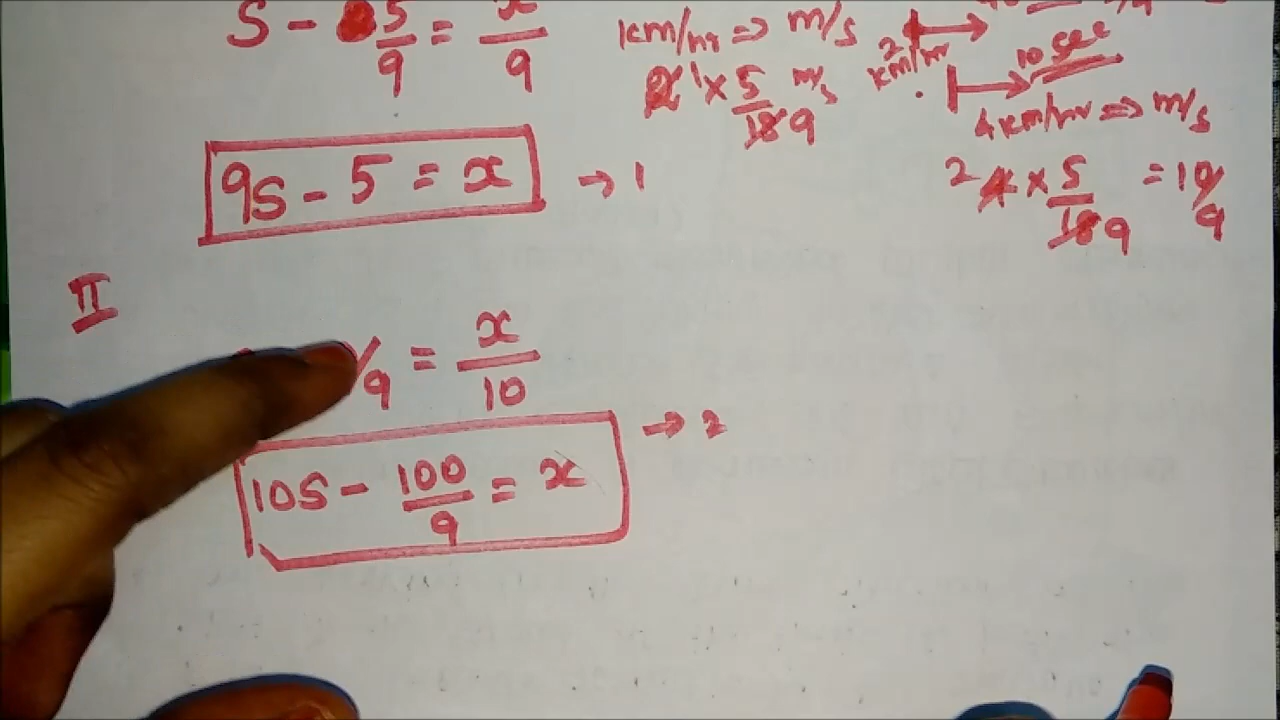 S - 5/9 = x/9
9S - 5 = x → 1
II
/9 = x/10
10S - 100/9 = x → 2
km/hr ⇒ m/s
2 1 × 5/18 9 m/s
2 km/hr
10 sec
4 km/hr ⇒ m/s
2 4 × 5/18 9 = 10/9